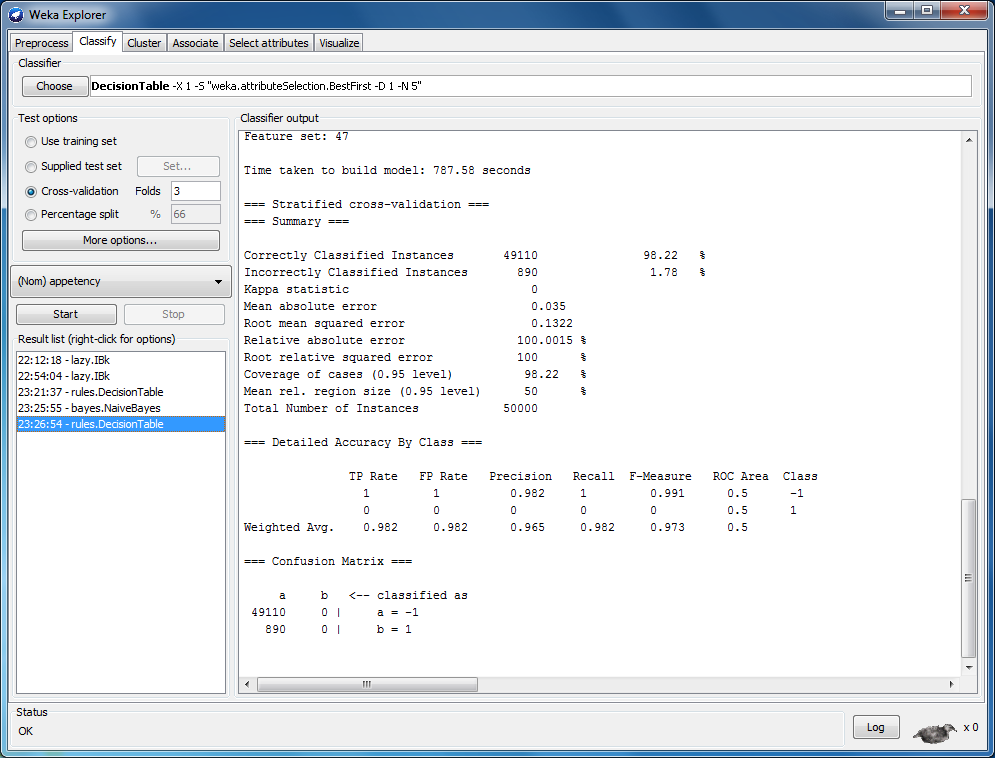 Weka Explorer
Preprocess Classify Cluster Associate Select attributes Visualize
Classifier
Choose DecisionTable -X 1 -S "weka.attributeSelection.BestFirst -D 1 -N 5"
Test options
Use training set
Supplied test set Set...
Cross-validation Folds 3
Percentage split % 66
More options...
(Nom) appetency
Start Stop
Result list (right-click for options)
22:12:18 - lazy.IBk
22:54:04 - lazy.IBk
23:21:37 - rules.DecisionTable
23:25:55 - bayes.NaiveBayes
23:26:54 - rules.DecisionTable
Classifier output
Feature set: 47
Time taken to build model: 787.58 seconds
=== Stratified cross-validation ===
=== Summary ===
Correctly Classified Instances 49110 98.22 %
Incorrectly Classified Instances 890 1.78 %
Kappa statistic 0
Mean absolute error 0.035
Root mean squared error 0.1322
Relative absolute error 100.0015 %
Root relative squared error 100 %
Coverage of cases (0.95 level) 98.22 %
Mean rel. region size (0.95 level) 50 %
Total Number of Instances 50000
=== Detailed Accuracy By Class ===
TP Rate FP Rate Precision Recall F-Measure ROC Area Class
1 1 0.982 1 0.991 0.5 -1
0 0 0 0 0 0.5 1
Weighted Avg. 0.982 0.982 0.965 0.982 0.973 0.5
=== Confusion Matrix ===
a b <-- classified as
49110 0 | a = -1
890 0 | b = 1
Status
OK
Log x 0